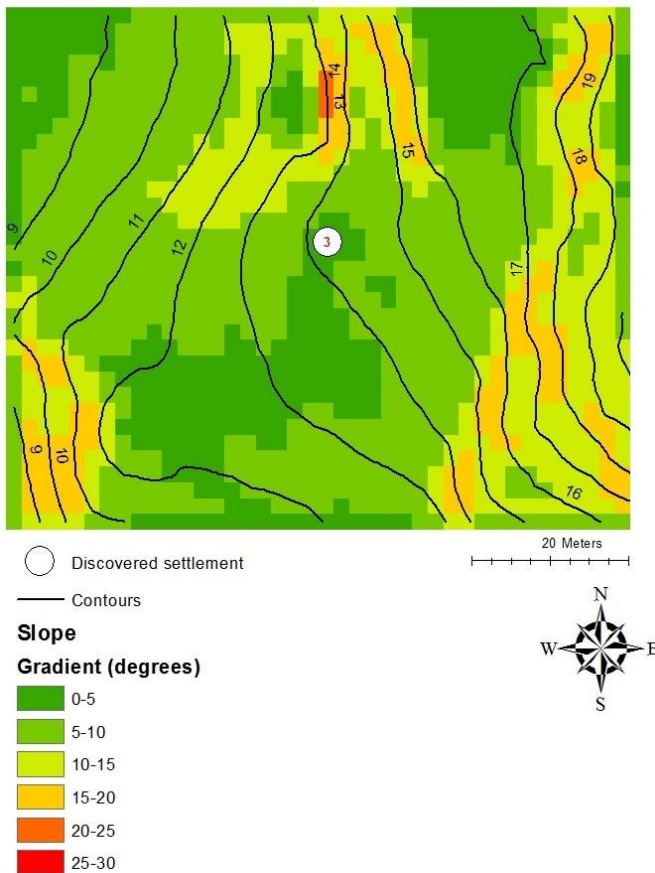 14
13
19
15
18
11
9
10
12
3
17
9
10
16
20 Meters
Discovered settlement
Contours
N
W E
S
Slope
Gradient (degrees)
0-5
5-10
10-15
15-20
20-25
25-30